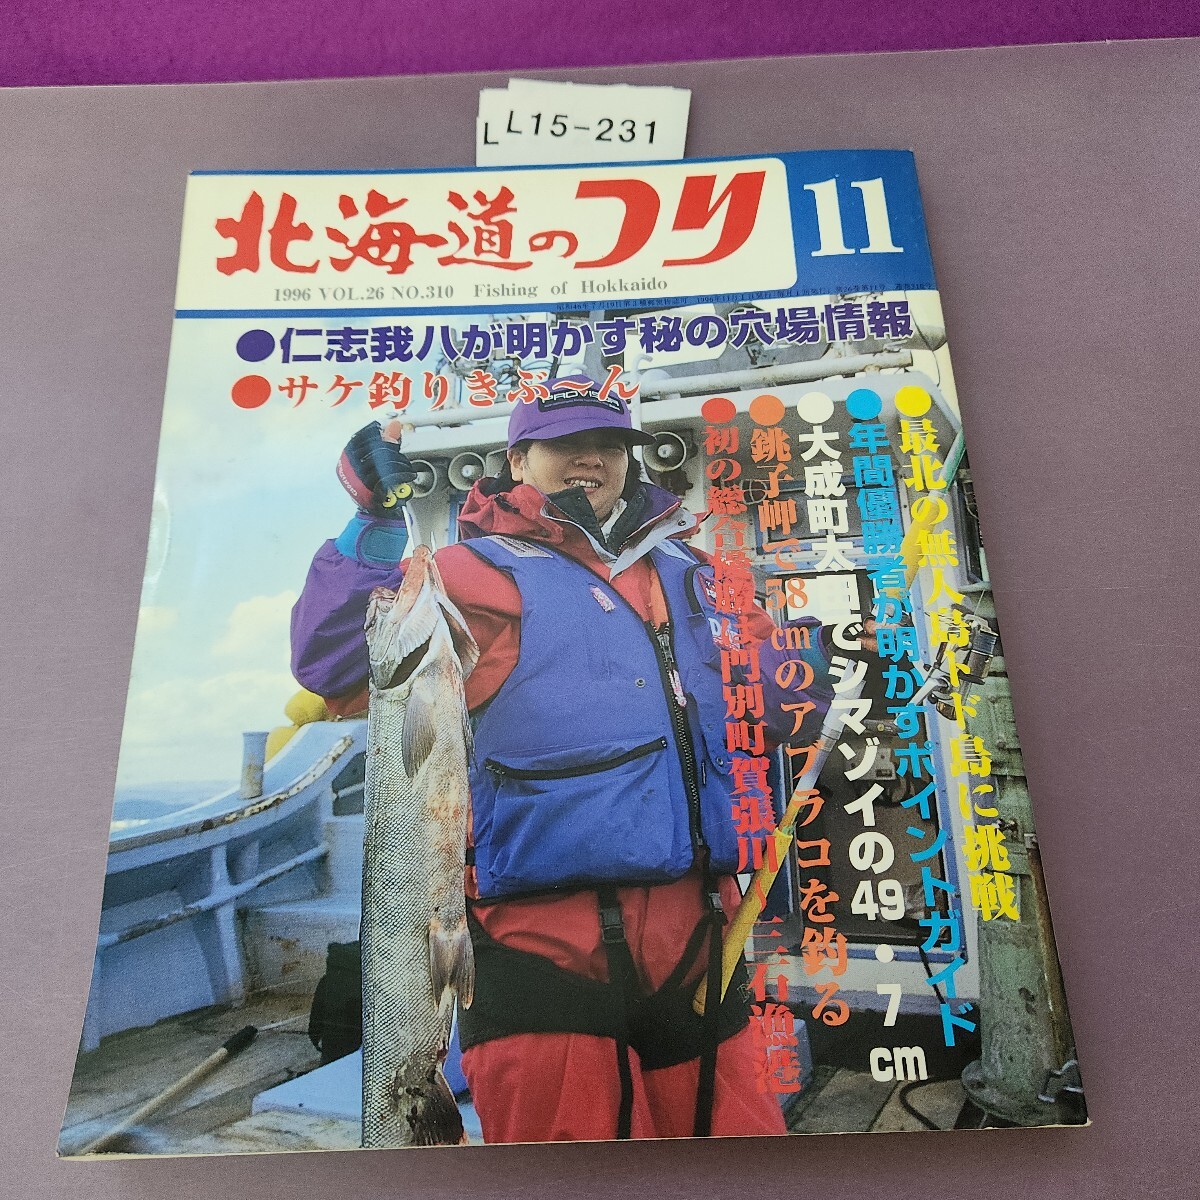 L L15-231
北海道のつり 11
1996 VOL.26 NO.310 Fishing of Hokkaido
●仁志我八が明かす秘の穴場情報
●サケ釣りきぶ〜ん
●最北の無人島トド島に挑戦
●年間優勝者が明かすポイントガイド
●大成町太田でシマゾイの49・7cm
●銚子岬で58cmのアブラコを釣る
●初の総合優勝は門別町賀張川〜三石漁港